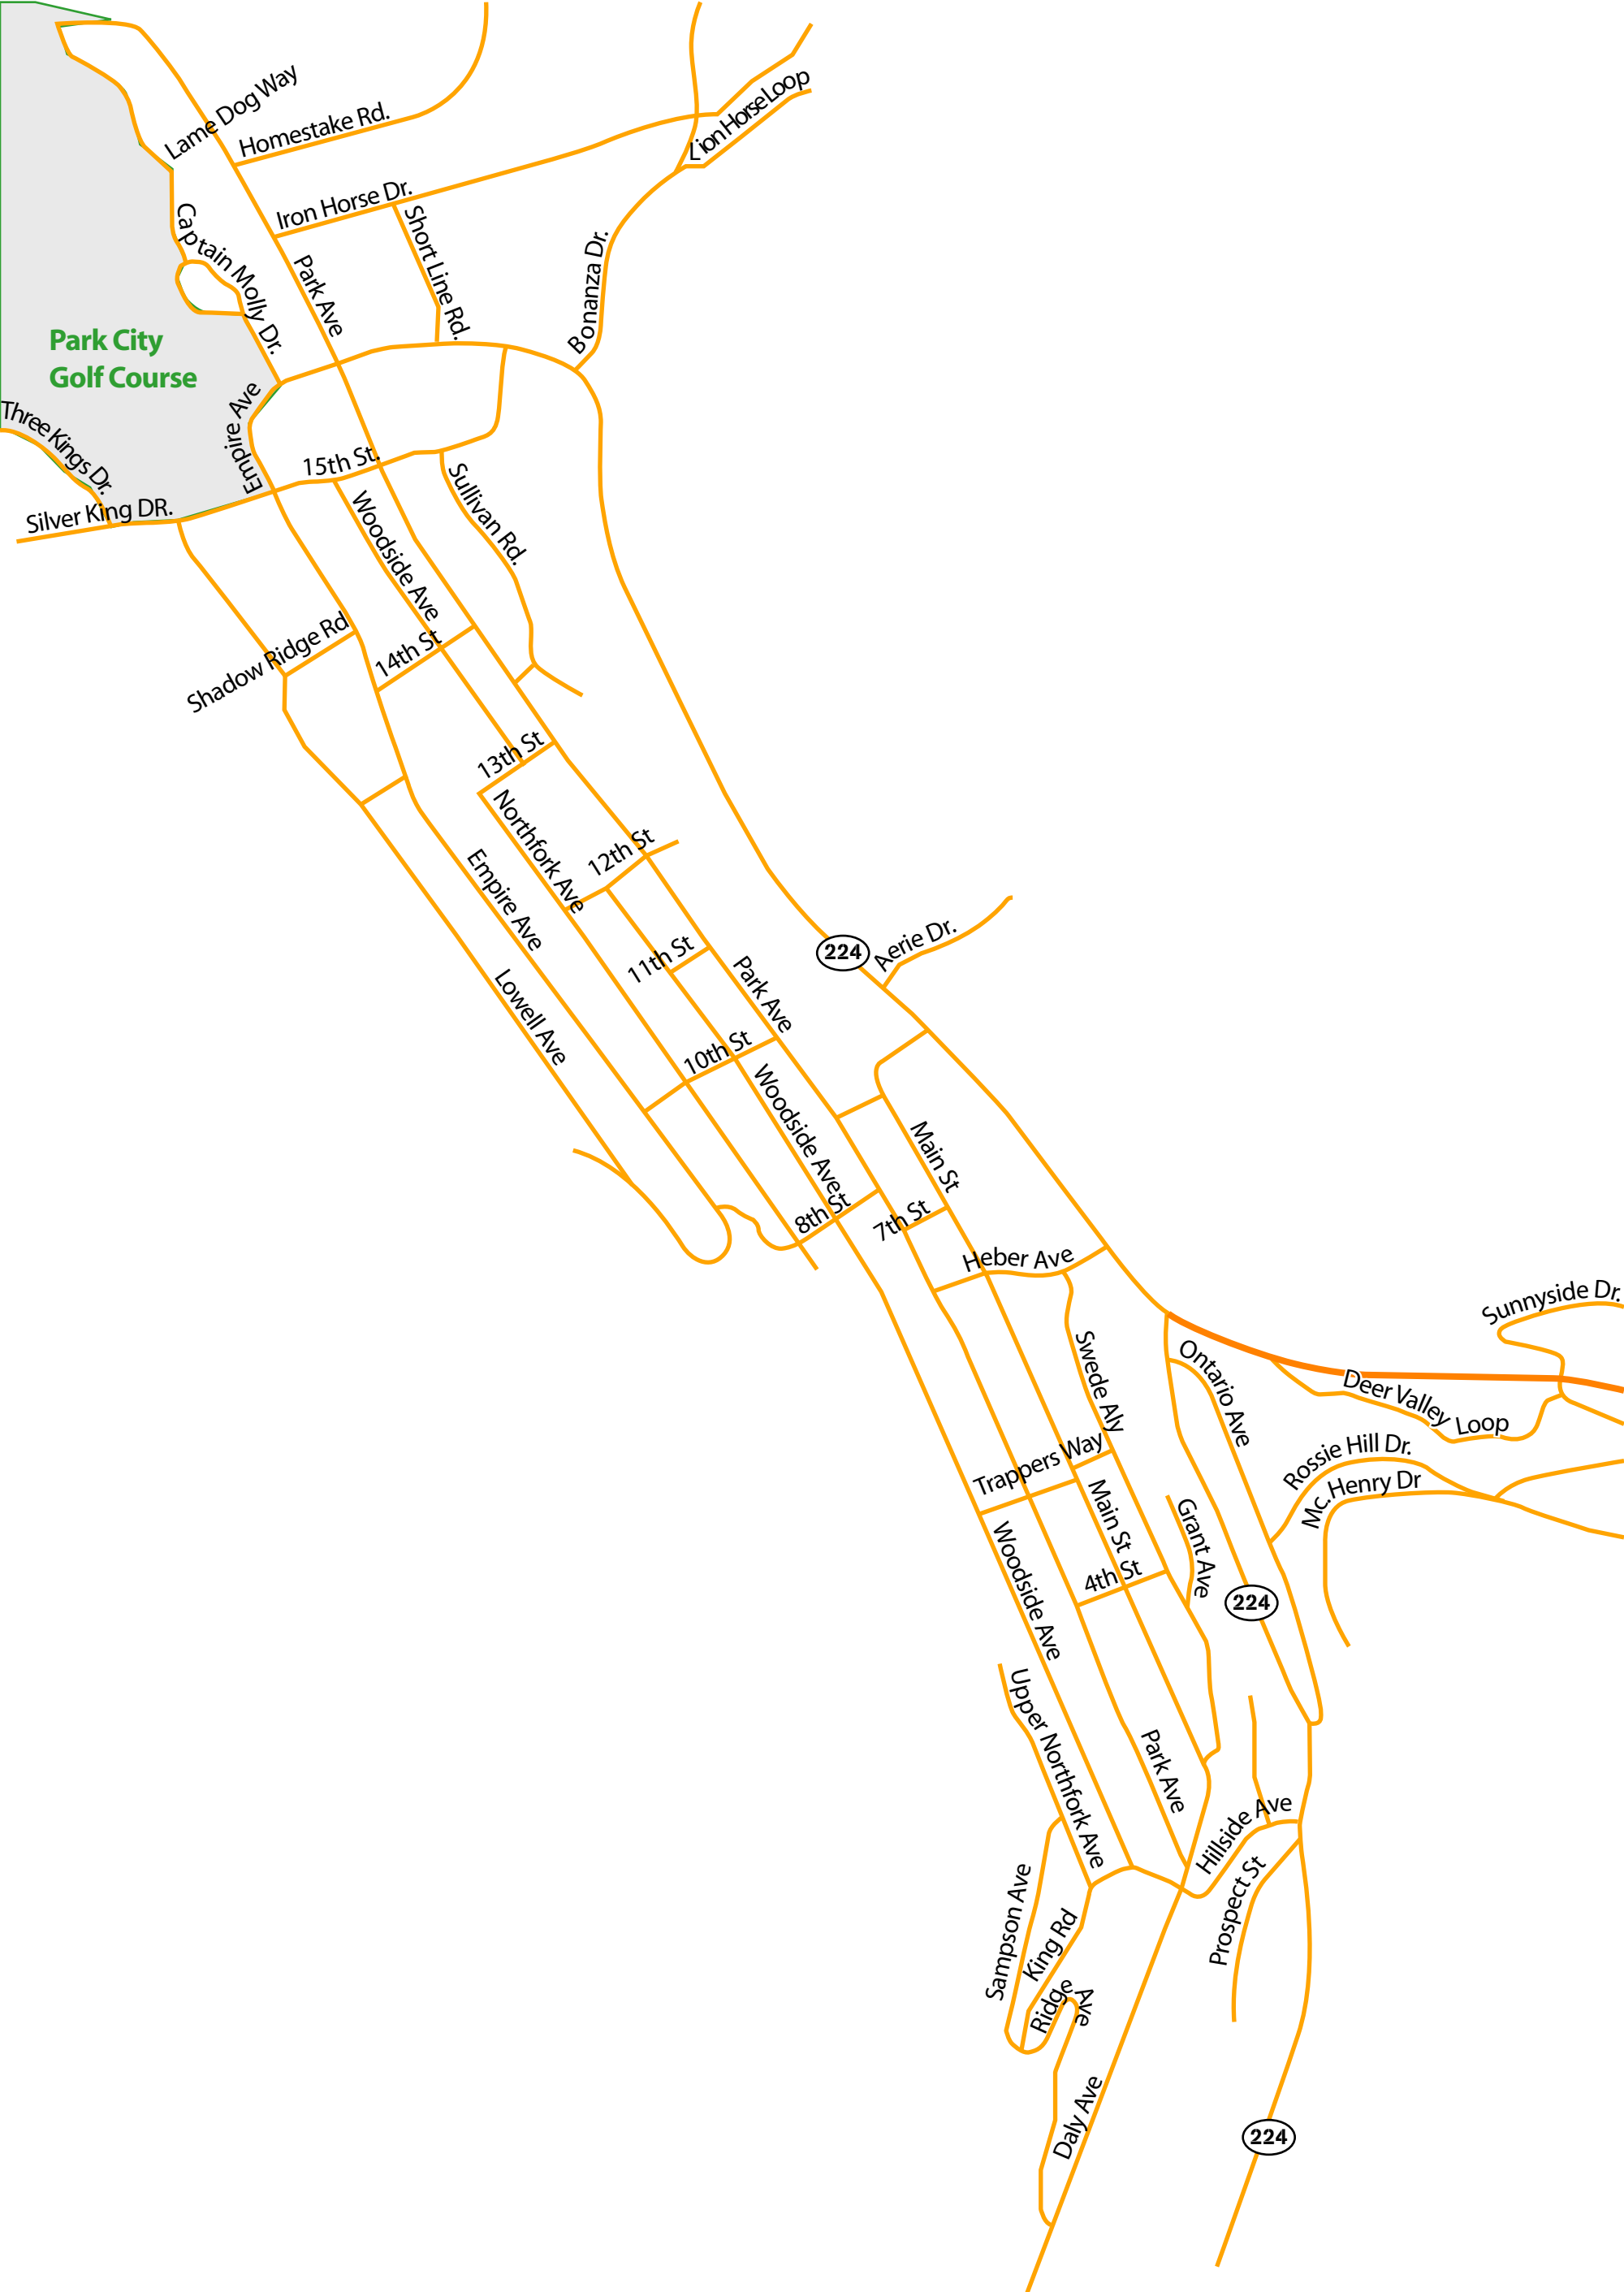 Lame Dog Way
Homestake Rd.
Lion Horse Loop
Iron Horse Dr.
Captain Molly Dr.
Park Ave
Short Line Rd.
Bonanza Dr.
Park City
Golf Course
Three Kings Dr.
Empire Ave
15th St.
Silver King DR.
Woodside Ave
Sullivan Rd.
Shadow Ridge Rd
14th St
13th St
Northfork Ave
12th St
Empire Ave
11th St
Park Ave
224
Aerie Dr.
Lowell Ave
10th St
Woodside Ave
Main St
8th St
7th St
Heber Ave
Sunnyside Dr.
Swede Aly
Ontario Ave
Deer Valley Loop
Trappers Way
Rossie Hill Dr.
Mc. Henry Dr
Main St
Grant Ave
Woodside Ave
4th St
224
Upper Northfork Ave
Park Ave
Hillside Ave
Prospect St
Sampson Ave
King Rd
Ridge Ave
Daly Ave
224